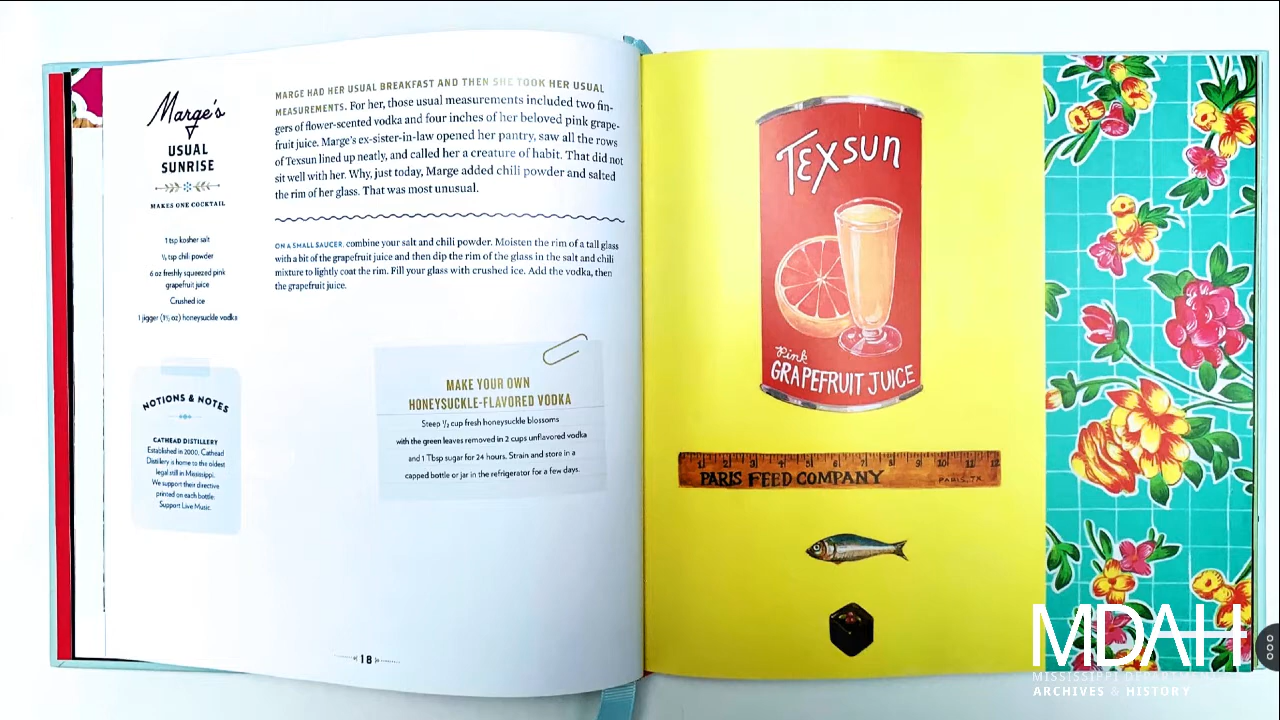 Marge's
USUAL
SUNRISE
MAKES ONE COCKTAIL
1 tsp kosher salt
½ tsp chili powder
6 oz freshly squeezed pink
grapefruit juice
Crushed ice
1 jigger (1½ oz) honeysuckle vodka
NOTIONS & NOTES
CATHEAD DISTILLERY
Established in 2000, Cathead
Distillery is home to the oldest
legal still in Mississippi.
We support their directive
printed on each bottle:
Support Live Music.
MARGE HAD HER USUAL BREAKFAST AND THEN SHE TOOK HER USUAL
MEASUREMENTS. For her, those usual measurements included two fin-
gers of flower-scented vodka and four inches of her beloved pink grape-
fruit juice. Marge's ex-sister-in-law opened her pantry, saw all the rows
of Texsun lined up neatly, and called her a creature of habit. That did not
sit well with her. Why, just today, Marge added chili powder and salted
the rim of her glass. That was most unusual.
ON A SMALL SAUCER, combine your salt and chili powder. Moisten the rim of a tall glass
with a bit of the grapefruit juice and then dip the rim of the glass in the salt and chili
mixture to lightly coat the rim. Fill your glass with crushed ice. Add the vodka, then
the grapefruit juice.
MAKE YOUR OWN
HONEYSUCKLE-FLAVORED VODKA
Steep ½ cup fresh honeysuckle blossoms
with the green leaves removed in 2 cups unflavored vodka
and 1 Tbsp sugar for 24 hours. Strain and store in a
capped bottle or jar in the refrigerator for a few days.
18
TEXSUN
Pink
GRAPEFRUIT JUICE
1 2 3 4 5 6 7 8 9 10 11 12
PARIS FEED COMPANY
PARIS, TX
MDAH
MISSISSIPPI DEPARTMENT OF
ARCHIVES & HISTORY